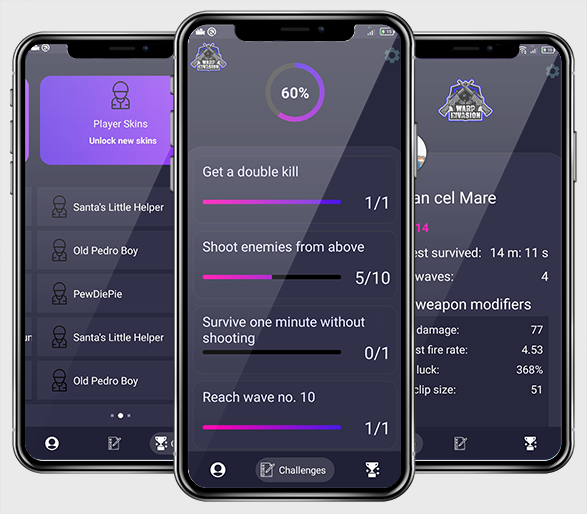 Player Skins
Unlock new skins
Santa's Little Helper
Old Pedro Boy
PewDiePie
Santa's Little Helper
Old Pedro Boy
WARP
INVASION
60%
Get a double kill
1/1
Shoot enemies from above
5/10
Survive one minute without
shooting
0/1
Reach wave no. 10
1/1
Challenges
WARP
INVASION
an cel Mare
14
est survived: 14 m: 11 s
waves: 4
weapon modifiers
damage: 77
st fire rate: 4.53
luck: 368%
clip size: 51